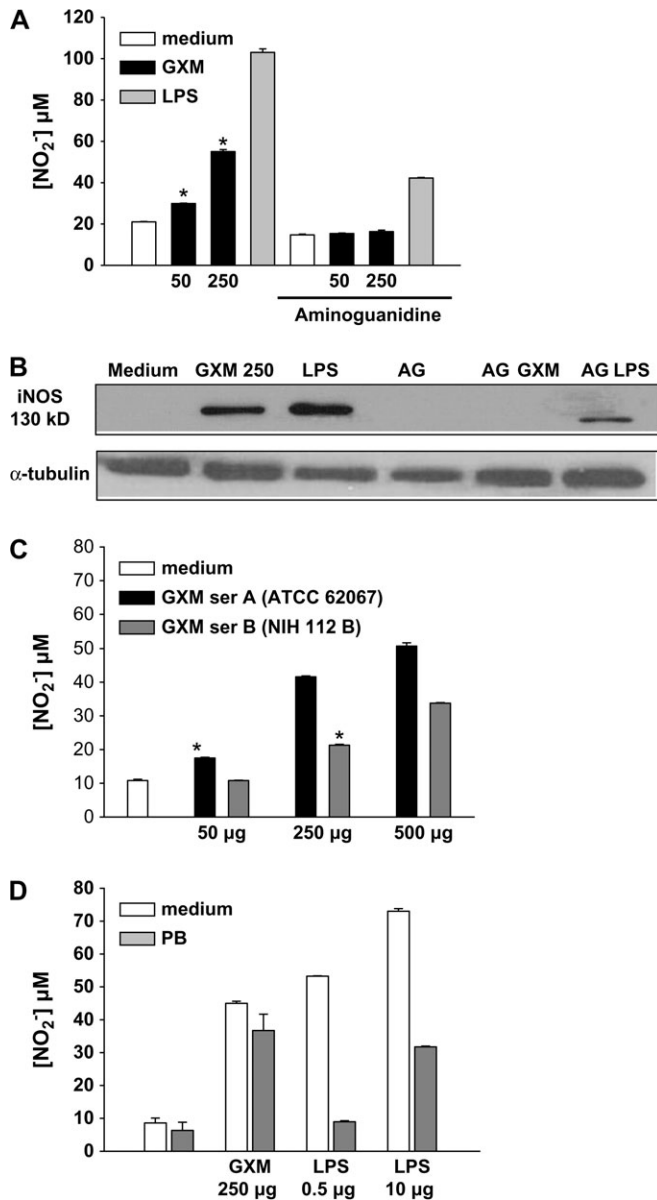 A
120
100
80
60
40
20
0
[NO₂⁻] µM
medium
GXM
LPS
*
*
50 250 50 250
Aminoguanidine
B
Medium GXM 250 LPS AG AG GXM AG LPS
iNOS
130 kD
α-tubulin
C
80
70
60
50
40
30
20
10
0
[NO₂⁻] µM
medium
GXM ser A (ATCC 62067)
GXM ser B (NIH 112 B)
*
*
50 µg 250 µg 500 µg
D
80
70
60
50
40
30
20
10
0
[NO₂⁻] µM
medium
PB
GXM LPS LPS
250 µg 0.5 µg 10 µg